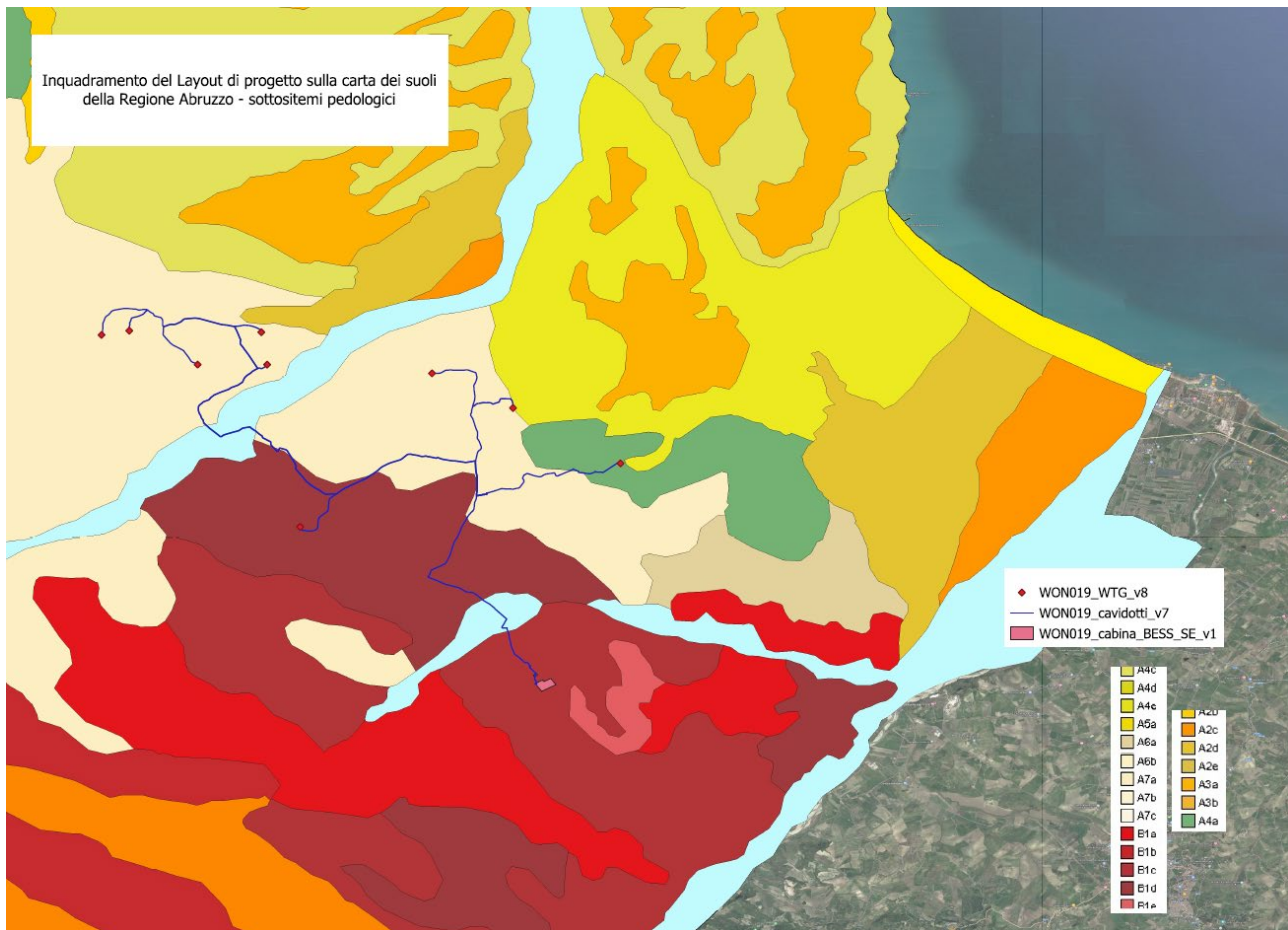 Inquadramento del Layout di progetto sulla carta dei suoli
della Regione Abruzzo - sottositemi pedologici
WON019_WTG_v8
WON019_cavidotti_v7
WON019_cabina_BESS_SE_v1
A4c
A4d
A4e
A5a
A6a
A6b
A7a
A7b
A7c
B1a
B1b
B1c
B1d
B1e
A2b
A2c
A2d
A2e
A3a
A3b
A4a